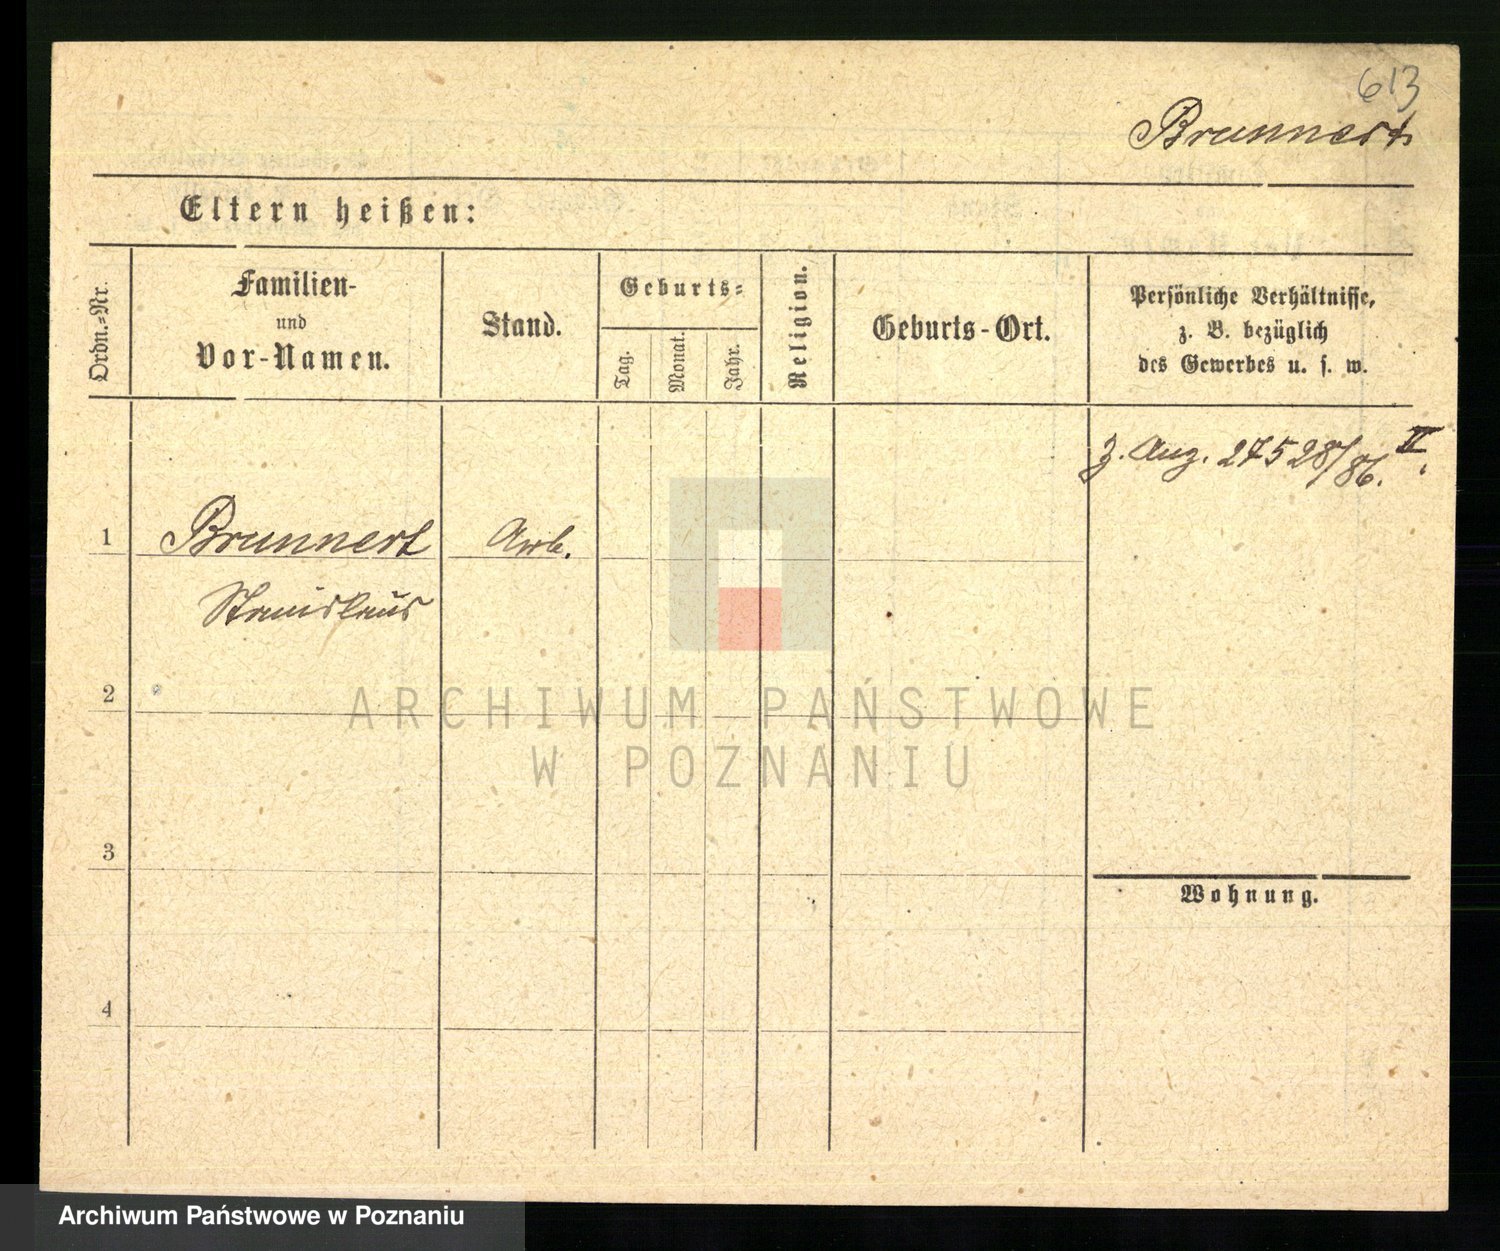 613
Brunnert
Eltern heißen:
Ordn.-Nr.
Familien-
und
Vor-Namen.
Stand.
Geburts-
Tag.
Monat.
Jahr.
Religion.
Geburts-Ort.
Persönliche Verhältnisse,
z. B. bezüglich
des Gewerbes u. s. w.
Z. Anz. 27528/86. II.
1 Brunnert Arb.
Stanislaus
2
ARCHIWUM PAŃSTWOWE
W POZNANIU
3
Wohnung.
4
Archiwum Państwowe w Poznaniu